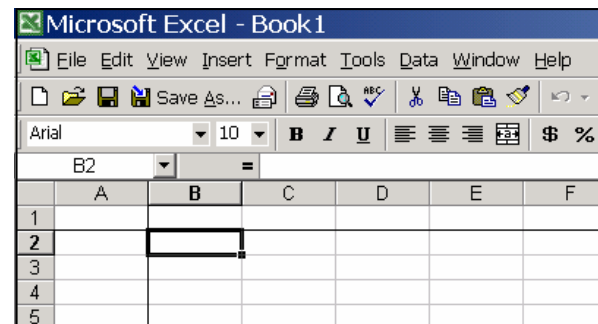 Microsoft Excel - Book1
File Edit View Insert Format Tools Data Window Help
Save As... ABC
Arial 10 B I U $ %
B2 =
A B C D E F
1
2
3
4
5